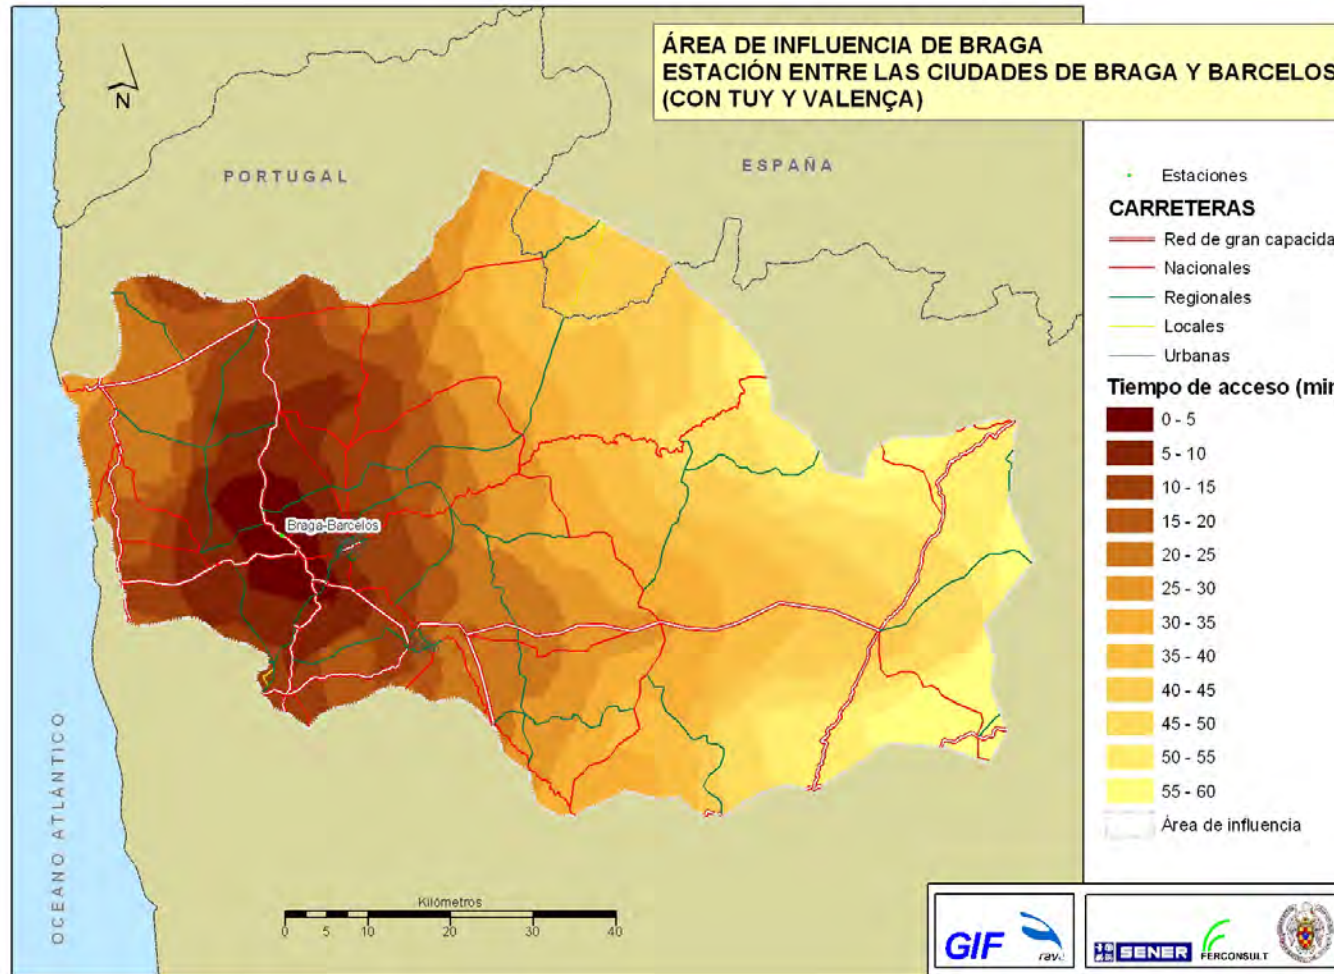 ÁREA DE INFLUENCIA DE BRAGA
ESTACIÓN ENTRE LAS CIUDADES DE BRAGA Y BARCELOS
(CON TUY Y VALENÇA)
N
PORTUGAL
ESPAÑA
Estaciones
CARRETERAS
Red de gran capacida
Nacionales
Regionales
Locales
Urbanas
Tiempo de acceso (min
0 - 5
5 - 10
10 - 15
15 - 20
20 - 25
25 - 30
30 - 35
35 - 40
40 - 45
45 - 50
50 - 55
55 - 60
Área de influencia
Braga-Barcelos
OCEANO ATLANTICO
Kilómetros
0 5 10 20 30 40
GIF
rave
SENER
FERCONSULT